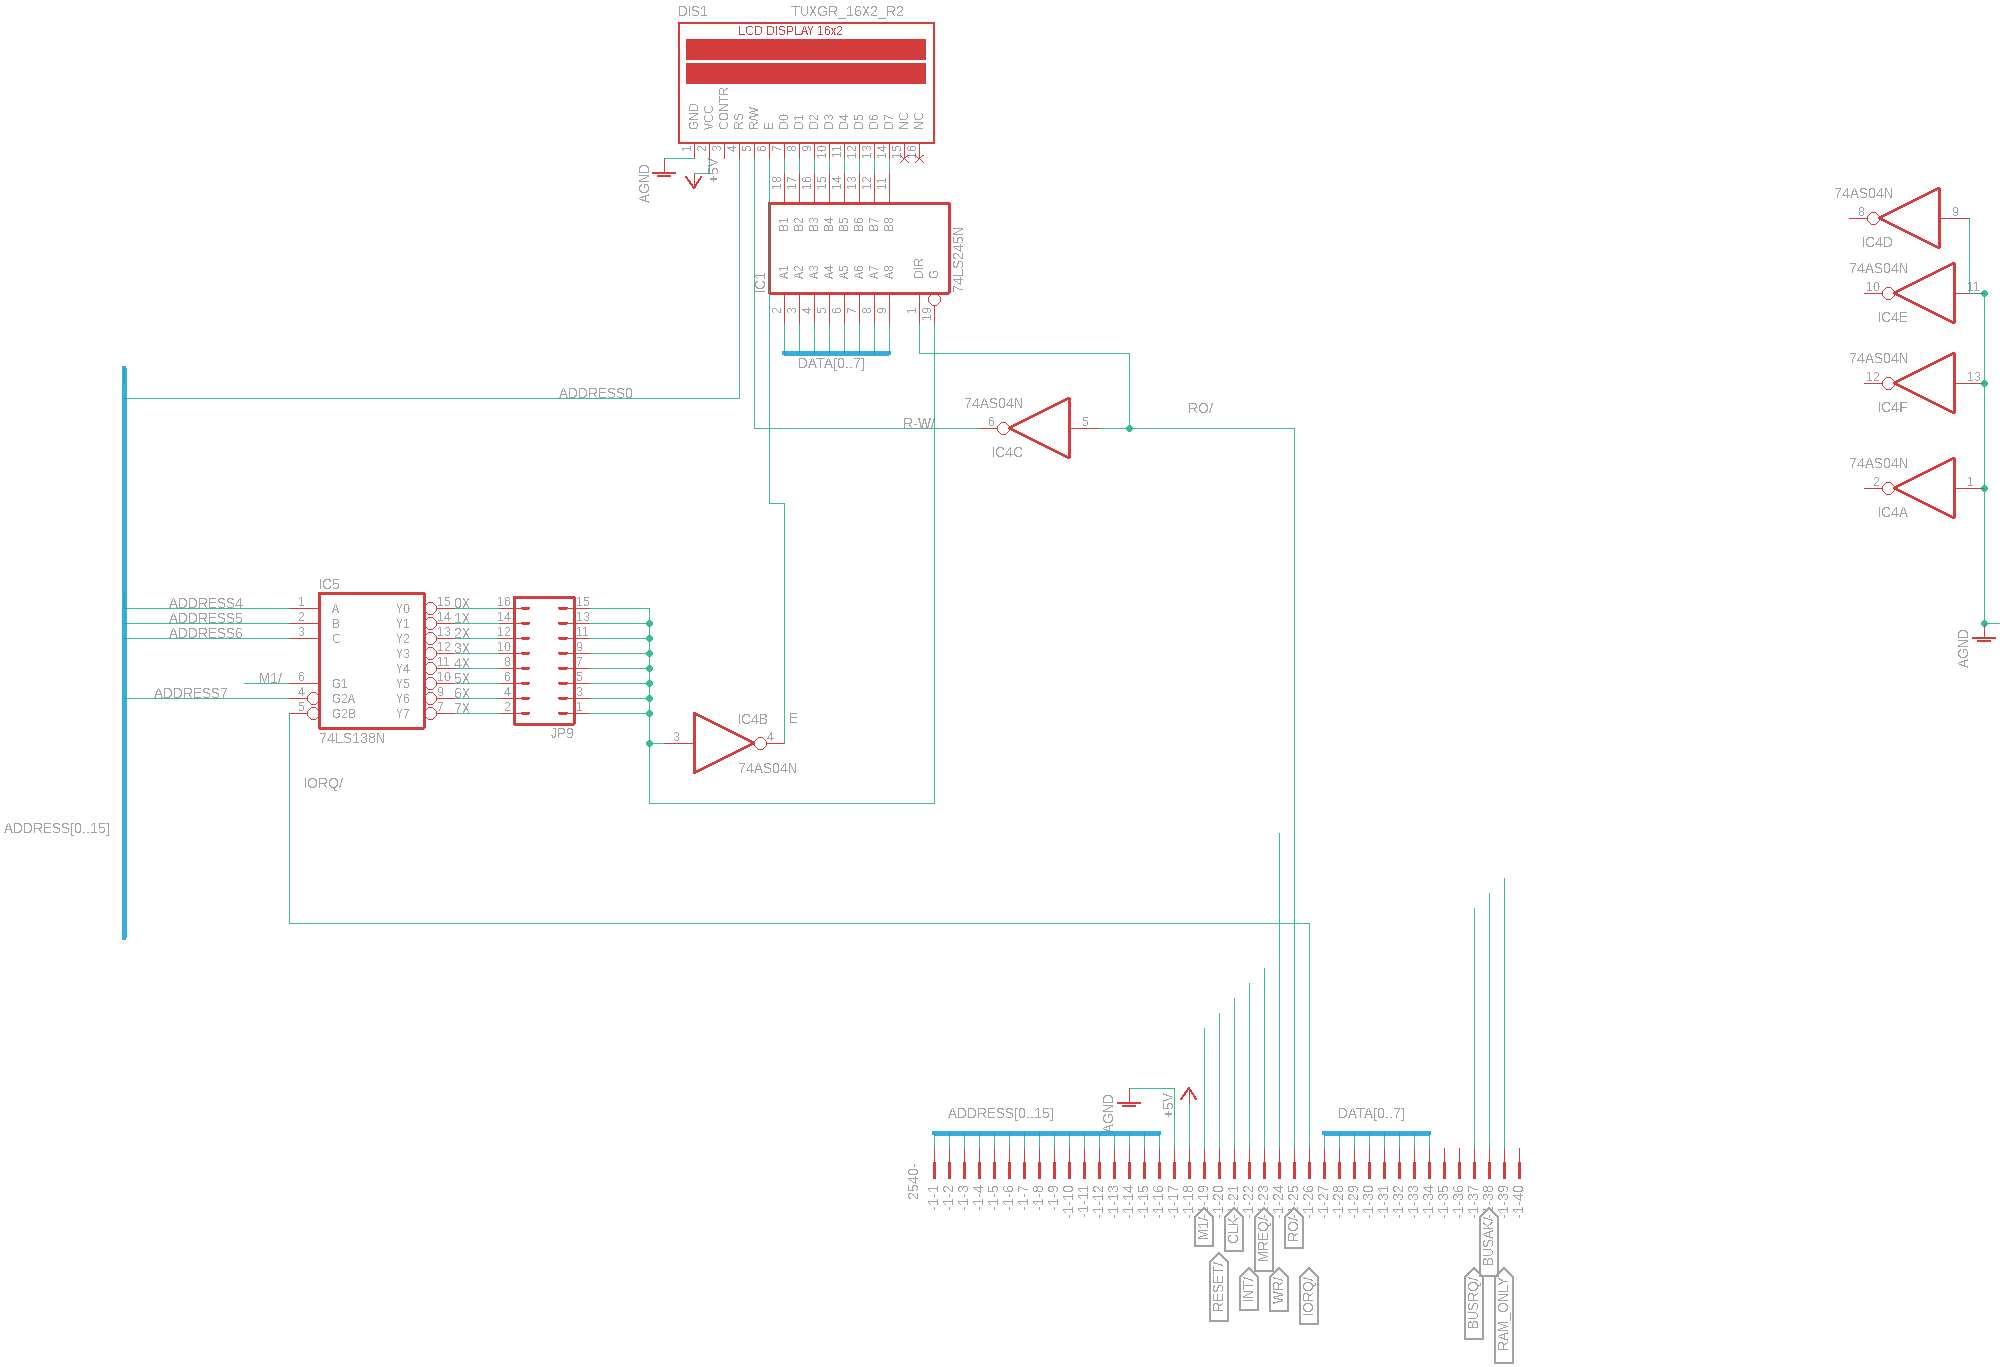 DIS1 TUXGR_16X2_R2
LCD DISPLAY 16x2
GND VCC CONTR RS R/W E D0 D1 D2 D3 D4 D5 D6 D7 NC NC
1 2 3 4 5 6 7 8 9 10 11 12 13 14 15 16
AGND
+5V
18 17 16 15 14 13 12 11
B1 B2 B3 B4 B5 B6 B7 B8
A1 A2 A3 A4 A5 A6 A7 A8 DIR G
IC1
74LS245N
2 3 4 5 6 7 8 9 1 19
DATA[0..7]
ADDRESS0
74AS04N
R-W/ 6 5
IC4C
RO/
74AS04N
8 9
IC4D
74AS04N
10 11
IC4E
74AS04N
12 13
IC4F
74AS04N
2 1
IC4A
AGND
IC5
ADDRESS4 1 A Y0 15 0X 16 15
ADDRESS5 2 B Y1 14 1X 14 13
ADDRESS6 3 C Y2 13 2X 12 11
Y3 12 3X 10 9
Y4 11 4X 8 7
M1/ 6 G1 Y5 10 5X 6 5
ADDRESS7 4 G2A Y6 9 6X 4 3
5 G2B Y7 7 7X 2 1
74LS138N
JP9
IC4B E
3 4
74AS04N
IORQ/
ADDRESS[0..15]
ADDRESS[0..15]
AGND
+5V
DATA[0..7]
2540-
-1-1 -1-2 -1-3 -1-4 -1-5 -1-6 -1-7 -1-8 -1-9 -1-10 -1-11 -1-12 -1-13 -1-14 -1-15 -1-16 -1-17 -1-18 -1-19 -1-20 -1-21 -1-22 -1-23 -1-24 -1-25 -1-26 -1-27 -1-28 -1-29 -1-30 -1-31 -1-32 -1-33 -1-34 -1-35 -1-36 -1-37 -1-38 -1-39 -1-40
M1/ CLK MREQ/ RO/ BUSAK/
RESET/ INT/ WR/ IORQ/ BUSRQ/ RAM_ONLY